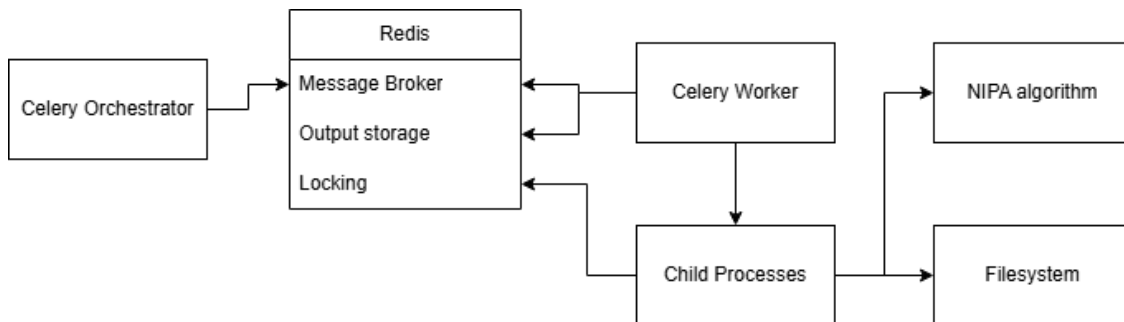 Redis
Celery Orchestrator
Message Broker
Output storage
Locking
Celery Worker
NIPA algorithm
Child Processes
Filesystem